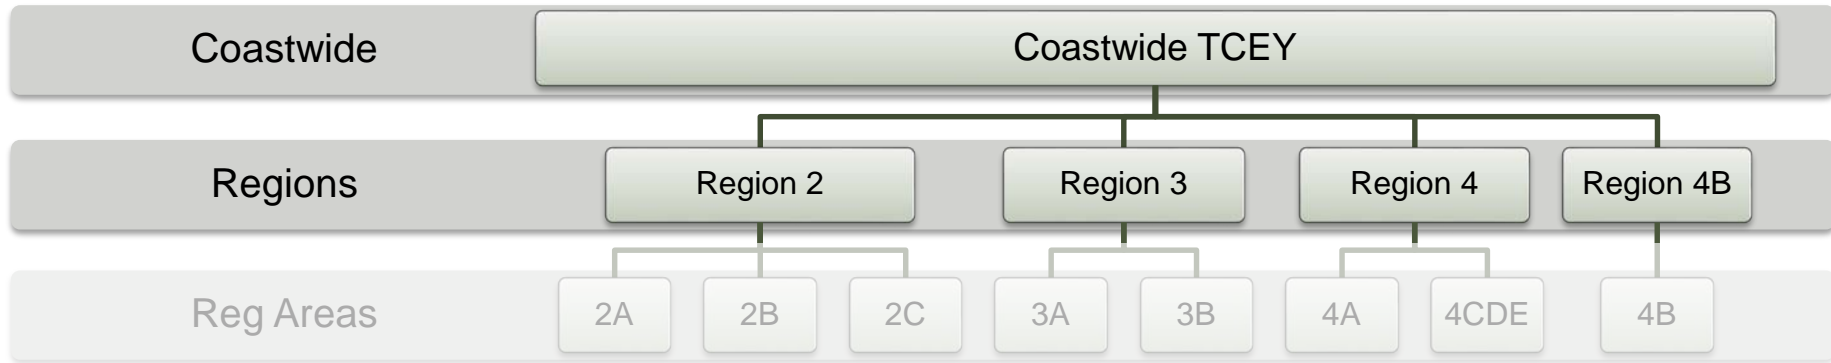 Coastwide
Coastwide TCEY
Regions
Region 2
Region 3
Region 4
Region 4B
Reg Areas
2A
2B
2C
3A
3B
4A
4CDE
4B